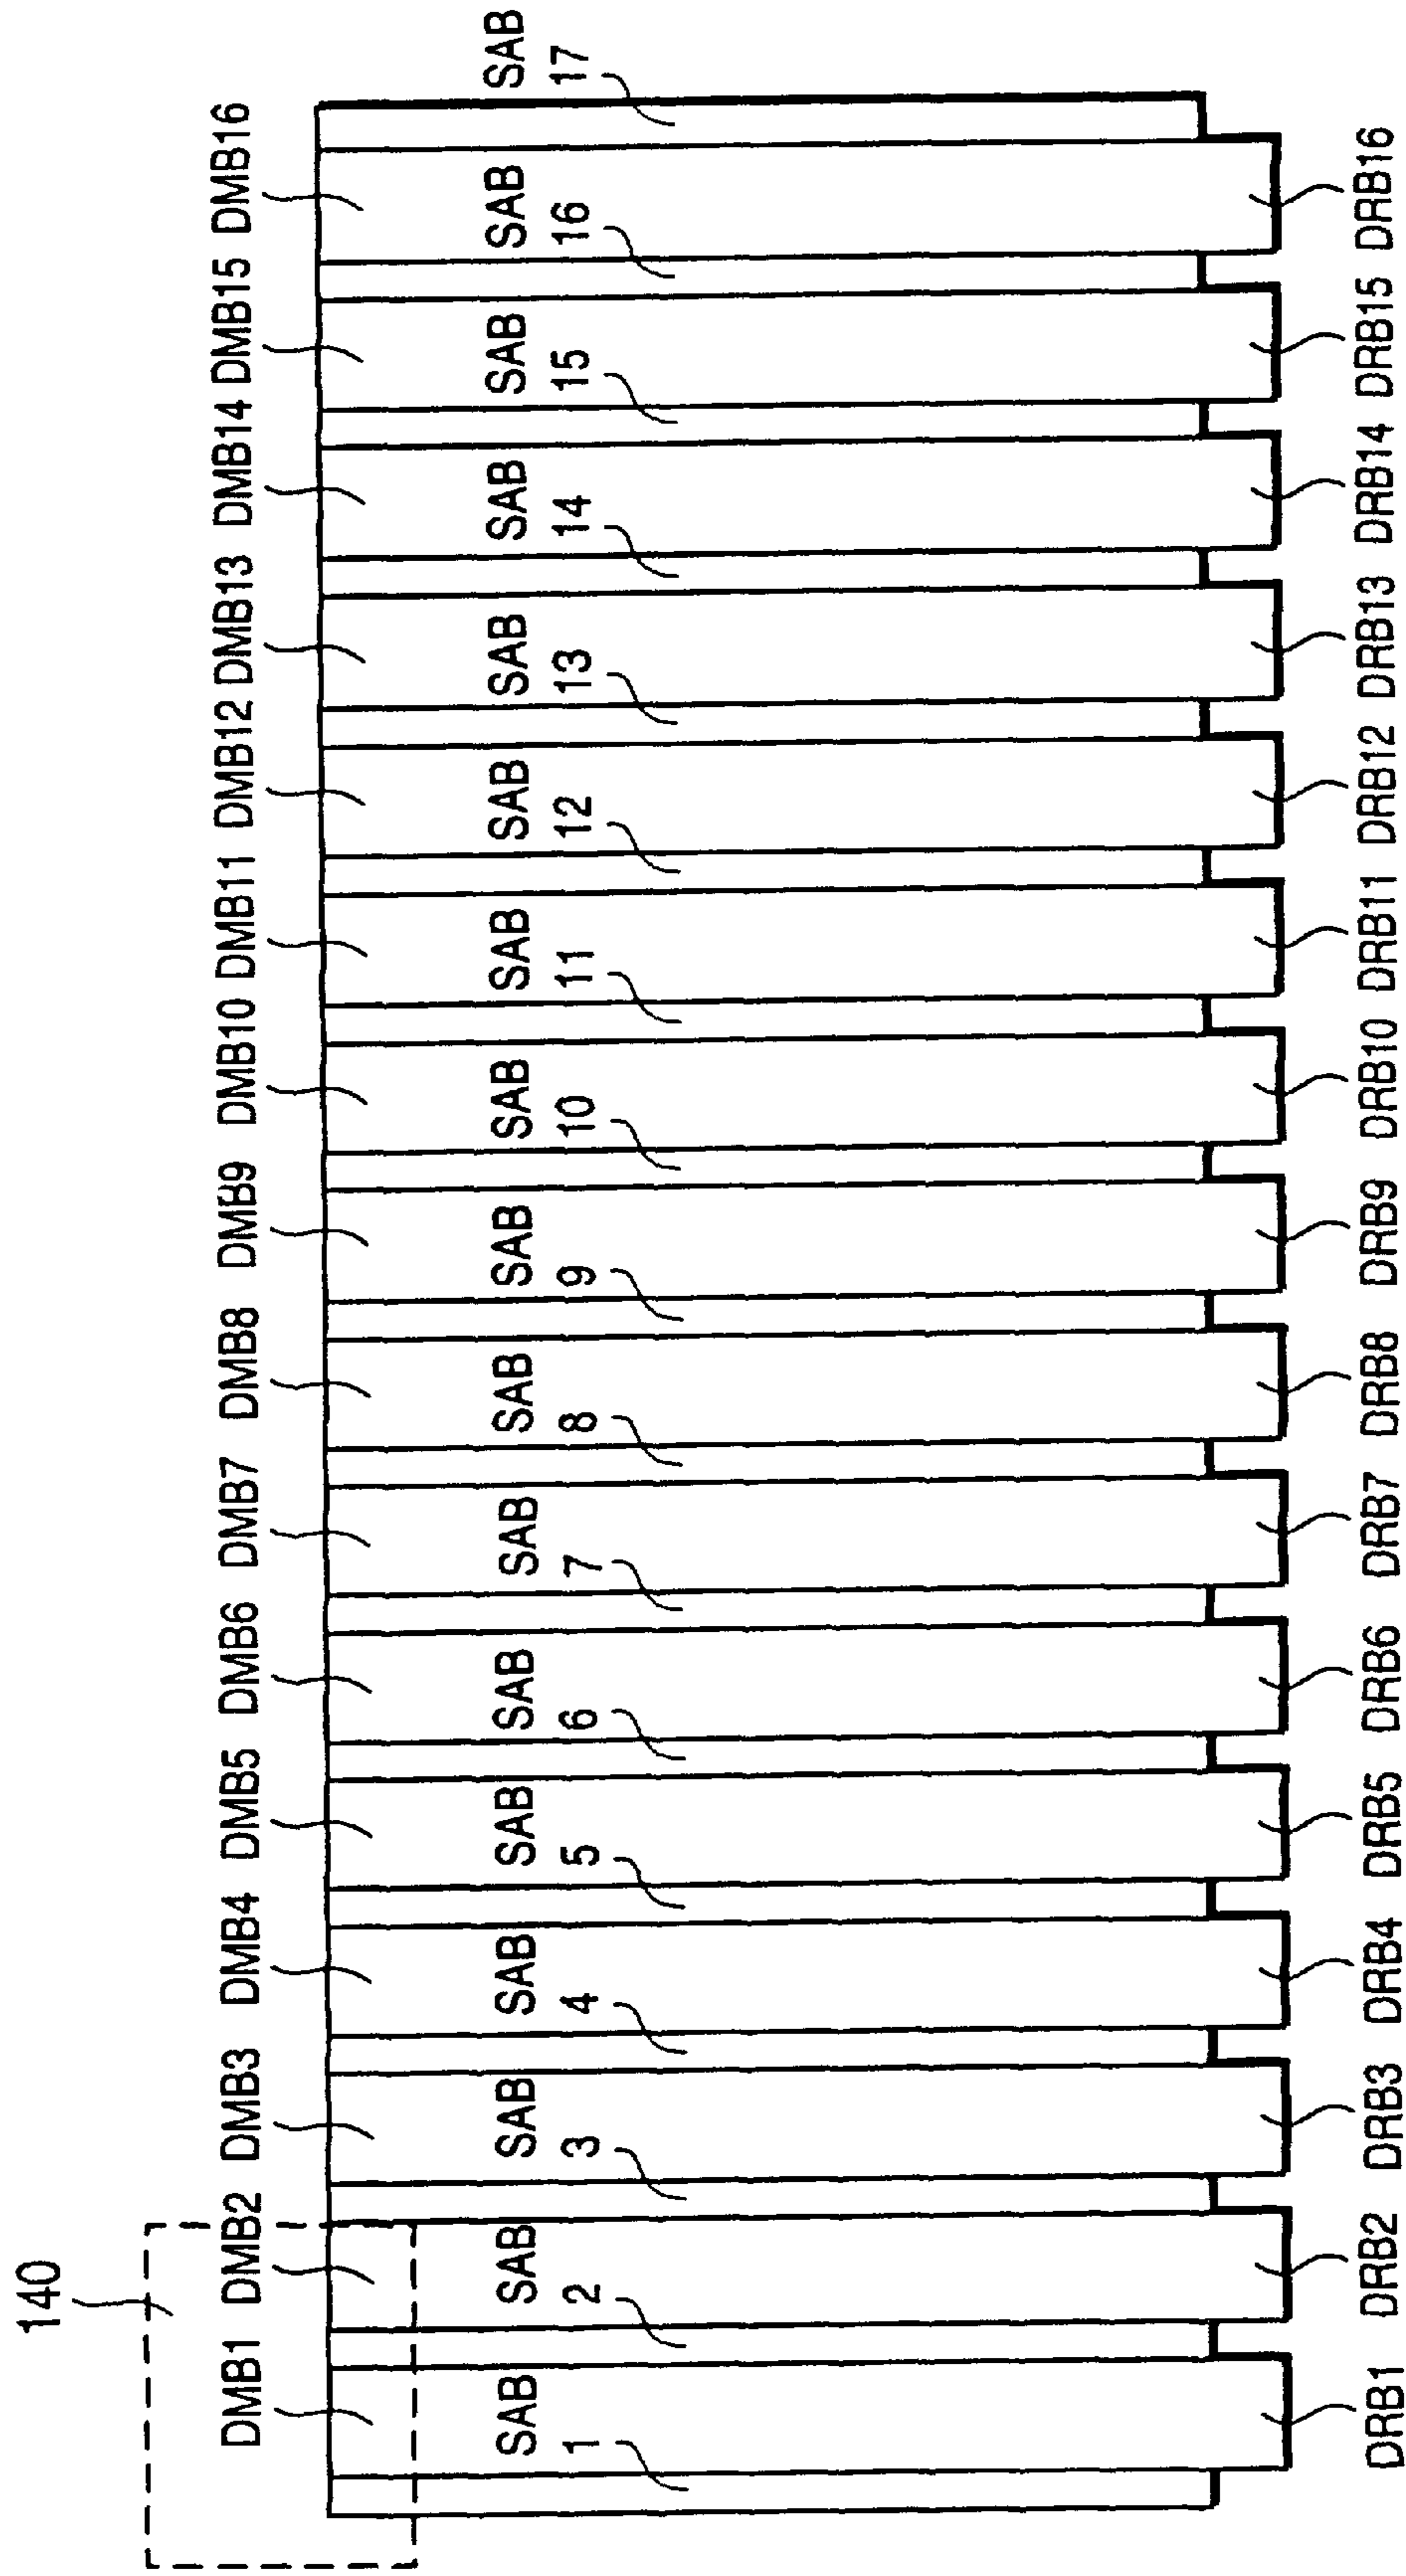 140
DMB1 DMB2 DMB3 DMB4 DMB5 DMB6 DMB7 DMB8 DMB9 DMB10 DMB11 DMB12 DMB13 DMB14 DMB15 DMB16
SAB SAB SAB SAB SAB SAB SAB SAB SAB SAB SAB SAB SAB SAB SAB SAB SAB
1 2 3 4 5 6 7 8 9 10 11 12 13 14 15 16 17
DRB1 DRB2 DRB3 DRB4 DRB5 DRB6 DRB7 DRB8 DRB9 DRB10 DRB11 DRB12 DRB13 DRB14 DRB15 DRB16